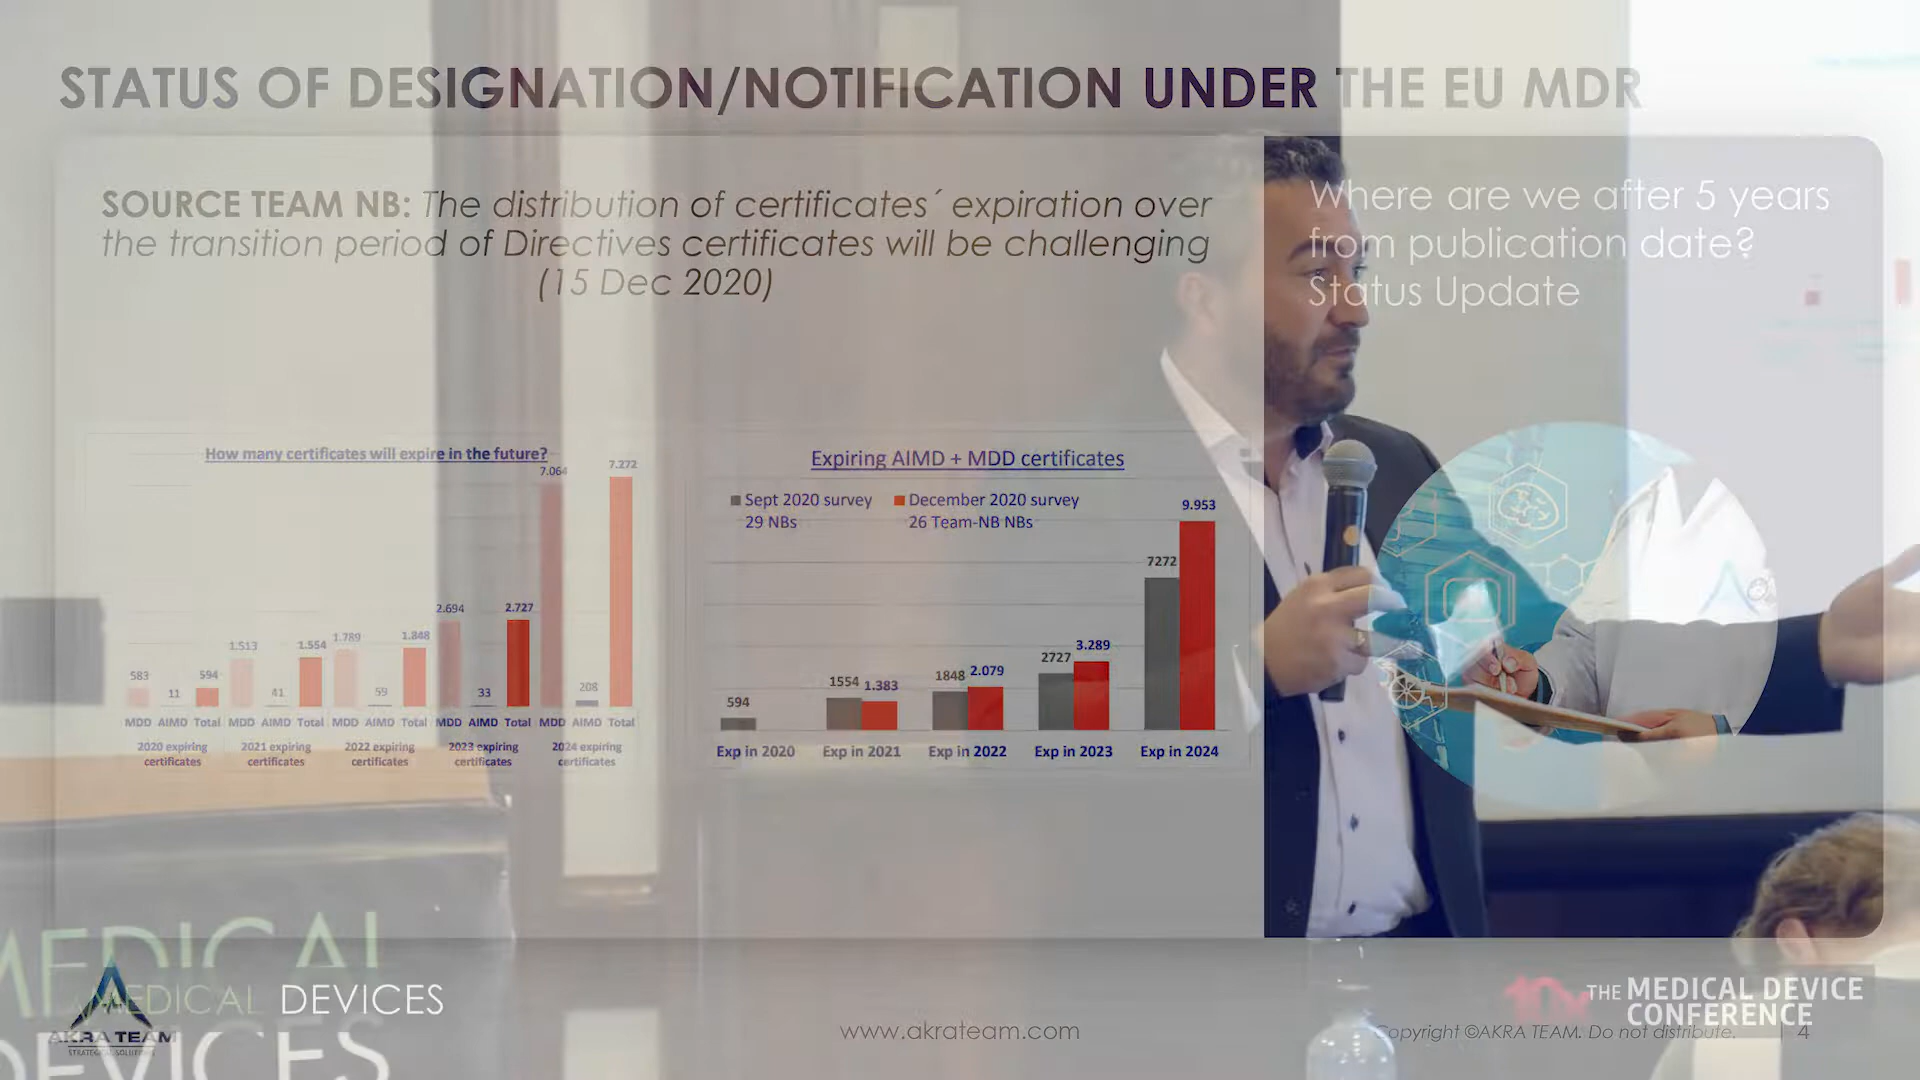 STATUS OF DESIGNATION/NOTIFICATION UNDER THE EU MDR
SOURCE TEAM NB: The distribution of certificates´ expiration over
the transition period of Directives certificates will be challenging
(15 Dec 2020)
Where are we after 5 years
from publication date?
Status Update
How many certificates will expire in the future?
7.064
7.272
2.694
2.727
1.513
1.554
1.789
1.848
583
11
594
41
59
33
208
MDD AIMD Total MDD AIMD Total MDD AIMD Total MDD AIMD Total MDD AIMD Total
2020 expiring certificates
2021 expiring certificates
2022 expiring certificates
2023 expiring certificates
2024 expiring certificates
Expiring AIMD + MDD certificates
Sept 2020 survey
29 NBs
December 2020 survey
26 Team-NB NBs
9.953
7272
3.289
2727
2.079
1848
1554
1.383
594
Exp in 2020 Exp in 2021 Exp in 2022 Exp in 2023 Exp in 2024
MEDICAL
DEVICES
MEDICAL DEVICES
AKRA TEAM
STRATEGIC SOLUTIONS
www.akrateam.com
10x THE MEDICAL DEVICE
CONFERENCE
Copyright ©AKRA TEAM. Do not distribute. | 4